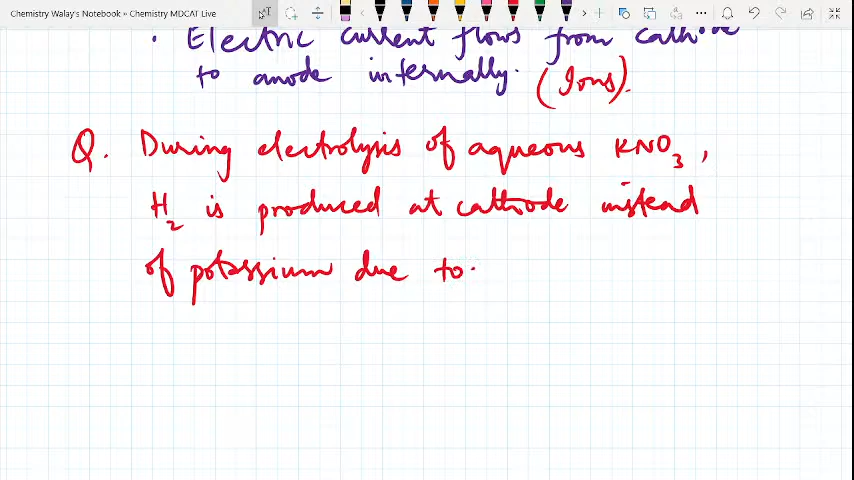 Chemistry Walay's Notebook » Chemistry MDCAT Live
• Electric current flows from cathode
to anode internally. (Ions).
Q. During electrolysis of aqueous KNO3,
H2 is produced at cathode instead
of potassium due to.